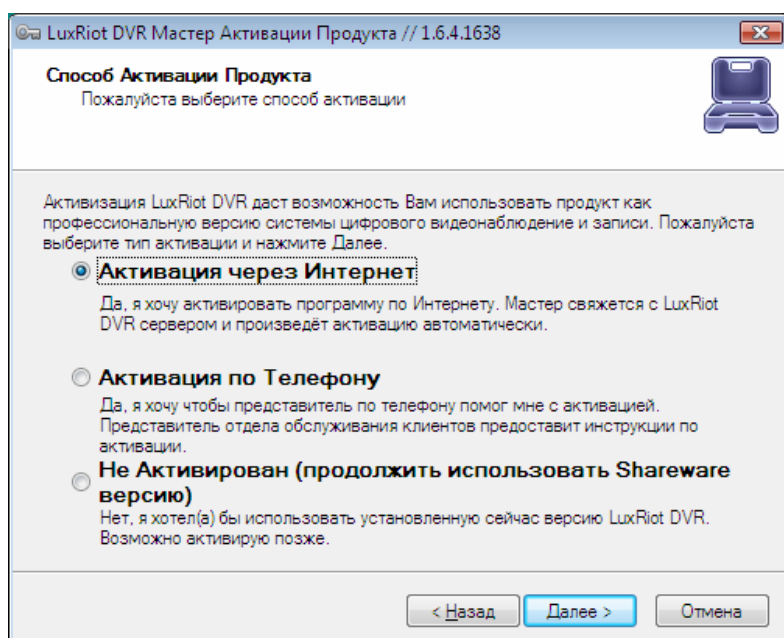 LuxRiot DVR Мастер Активации Продукта // 1.6.4.1638
Способ Активации Продукта
Пожалуйста выберите способ активации
Активизация LuxRiot DVR даст возможность Вам использовать продукт как
профессиональную версию системы цифрового видеонаблюдение и записи. Пожалуйста
выберите тип активации и нажмите Далее.
Активация через Интернет
Да, я хочу активировать программу по Интернету. Мастер свяжется с LuxRiot
DVR сервером и произведёт активацию автоматически.
Активация по Телефону
Да, я хочу чтобы представитель по телефону помог мне с активацией.
Представитель отдела обслуживания клиентов предоставит инструкции по
активации.
Не Активирован (продолжить использовать Shareware
версию)
Нет, я хотел(а) бы использовать установленную сейчас версию LuxRiot DVR.
Возможно активирую позже.
< Назад Далее > Отмена